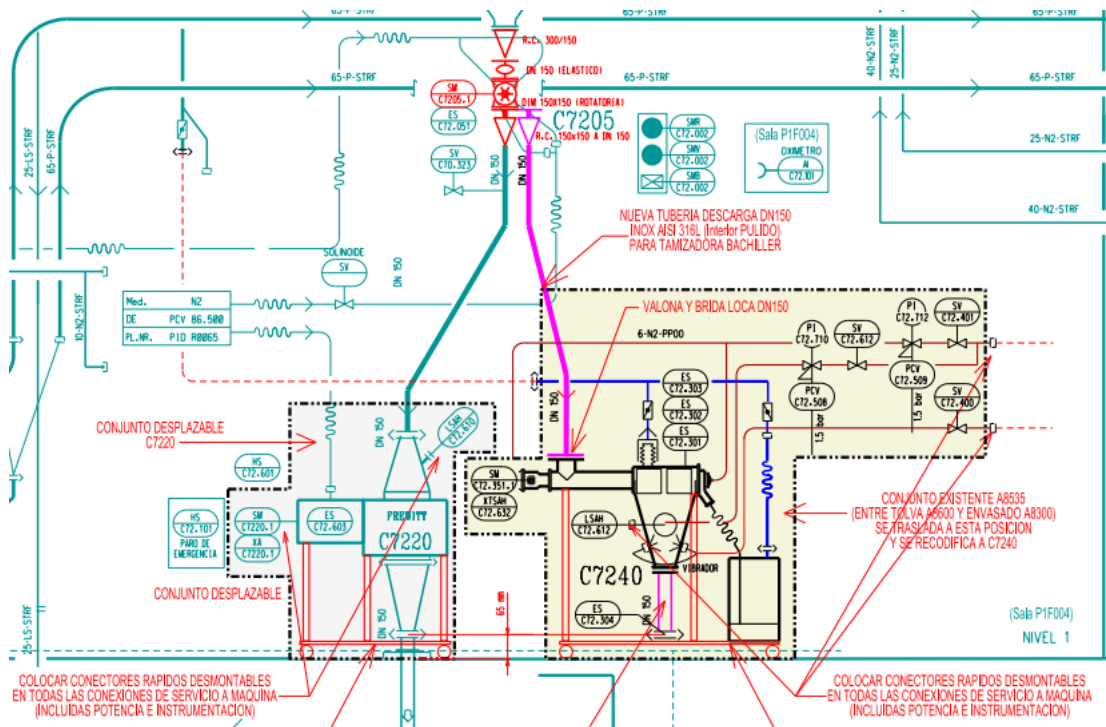 65-P-STRF
65-P-STRF
65-P-STRF
40-N2-STRF
25-N2-STRF
R.C. 300/150
DN 150 (ELASTICO)
65-P-STRF
65-P-STRF
65-P-STRF
SM
C7205.1
DIM 150X150 (ROTATORIA)
ES
C72.051
C7205
R.C. 150x150 A DN 150
25-LS-STRF
65-P-STRF
SV
C70.323
DN 150
DN 150
SMR
C72.002
SMV
C72.002
SMB
C72.002
(Sala P1F004)
OXIMETRO
AI
C72.101
25-N2-STRF
40-N2-STRF
NUEVA TUBERIA DESCARGA DN150
INOX AISI 316L (Interior PULIDO)
PARA TAMIZADORA BACHILLER
SOLINOIDE
SV
DN 150
10-N2-STRF
Med. N2
DE PCV 86.500
PL.NR. PID R0065
VALONA Y BRIDA LOCA DN150
6-N2-PP00
PI
C72.710
SV
C72.612
PI
C72.712
SV
C72.401
PCV
C72.508
1.5 bar
PCV
C72.509
1.5 bar
SV
C72.400
ES
C72.303
ES
C72.302
ES
C72.301
DN 150
CONJUNTO DESPLAZABLE
C7220
DN 150
LSAH
C72.610
HS
C72.601
SM
C72.351.1
XTSAH
C72.632
HS
C72.101
PARO DE
EMERGENCIA
SM
C7220.1
XA
C7220.1
ES
C72.603
FREWITT
C7220
LSAH
C72.612
CONJUNTO EXISTENTE A8535
(ENTRE TOLVA A8600 Y ENVASADO A8300)
SE TRASLADA A ESTA POSICION
Y SE RECODIFICA A C7240
C7240
VIBRADOR
CONJUNTO DESPLAZABLE
65 mm
DN 150
ES
C72.304
DN 150
25-LS-STRF
(Sala P1F004)
NIVEL 1
COLOCAR CONECTORES RAPIDOS DESMONTABLES
EN TODAS LAS CONEXIONES DE SERVICIO A MAQUINA
(INCLUIDAS POTENCIA E INSTRUMENTACION)
COLOCAR CONECTORES RAPIDOS DESMONTABLES
EN TODAS LAS CONEXIONES DE SERVICIO A MAQUINA
(INCLUIDAS POTENCIA E INSTRUMENTACION)